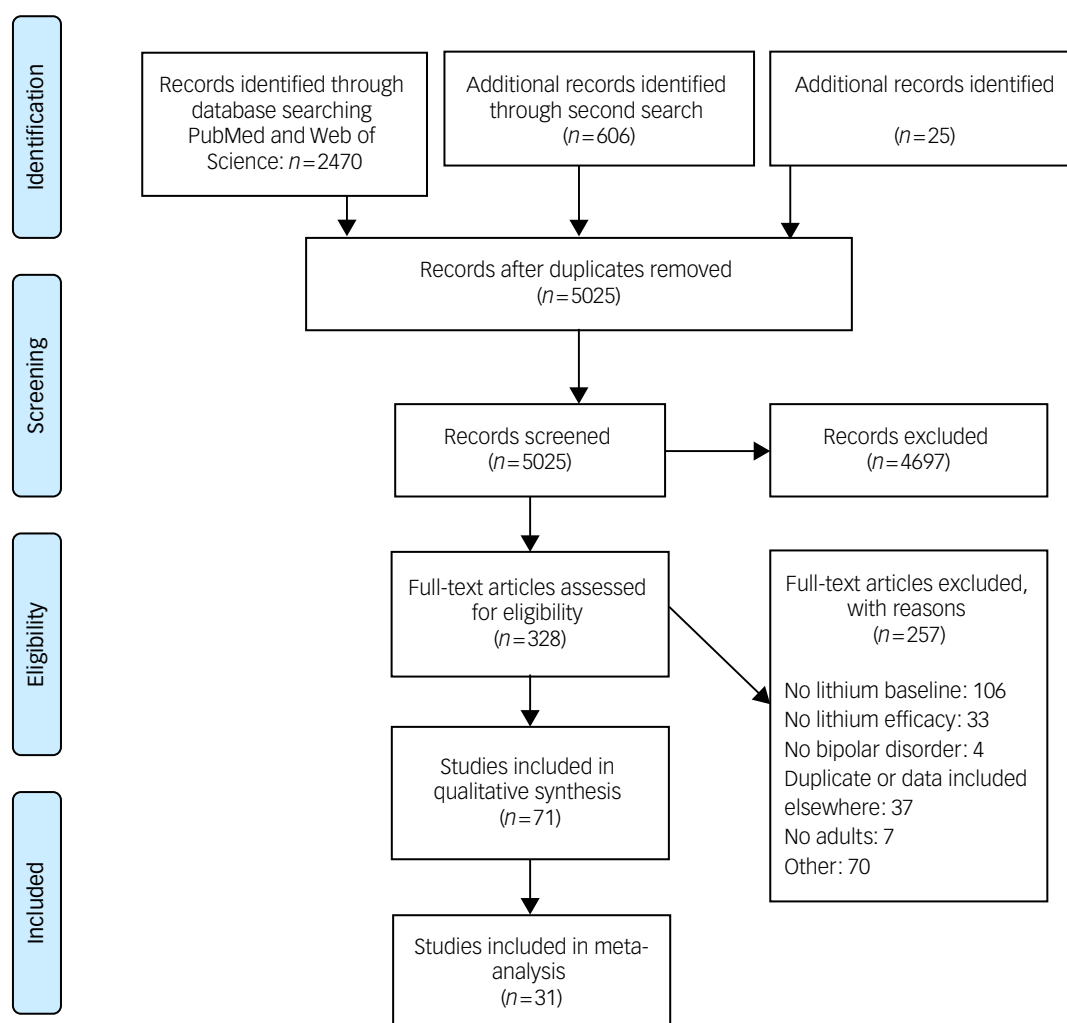 Identification
Records identified through
database searching
PubMed and Web of
Science: n=2470
Additional records identified
through second search
(n=606)
Additional records identified
(n=25)
Records after duplicates removed
(n=5025)
Screening
Records screened
(n=5025)
Records excluded
(n=4697)
Eligibility
Full-text articles assessed
for eligibility
(n=328)
Full-text articles excluded,
with reasons
(n=257)
No lithium baseline: 106
No lithium efficacy: 33
No bipolar disorder: 4
Duplicate or data included
elsewhere: 37
No adults: 7
Other: 70
Studies included in
qualitative synthesis
(n=71)
Included
Studies included in meta-
analysis
(n=31)